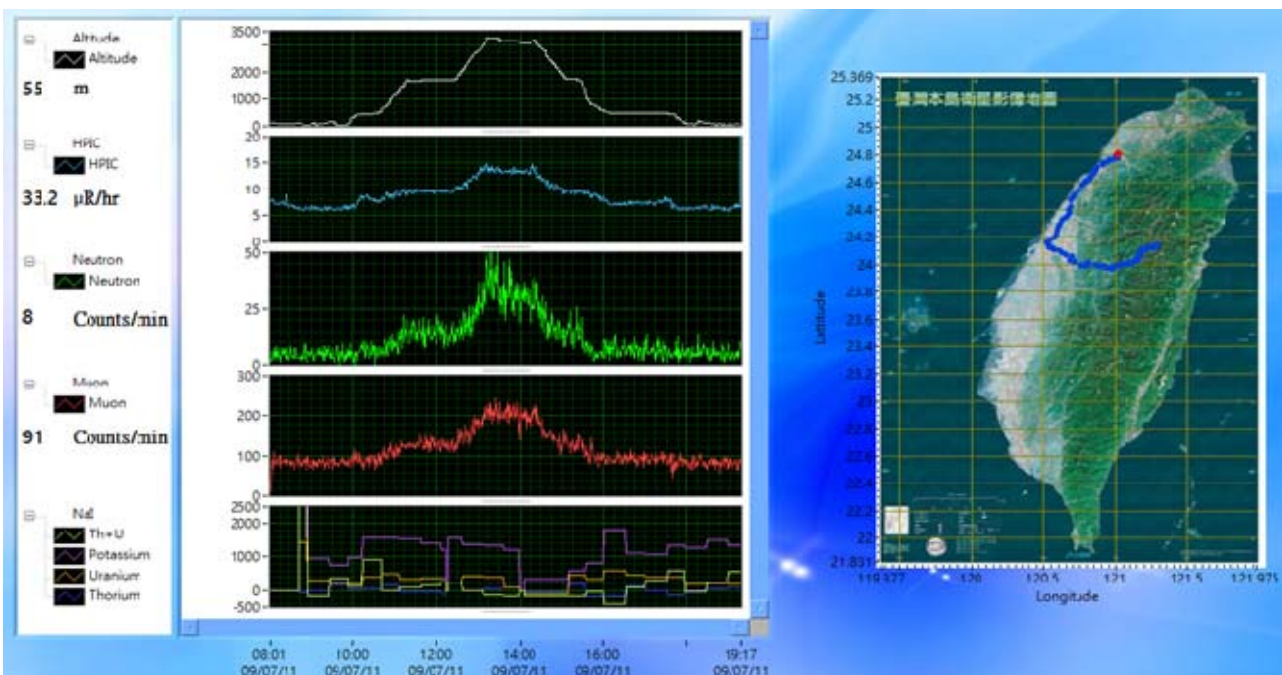 Altitude
Altitude
55 m
HPIC
HPIC
33.2 μR/hr
Neutron
Neutron
8 Counts/min
Muon
Muon
91 Counts/min
NaI
Th+U
Potassium
Uranium
Thorium
3500
2000
1000
0
20
15
10
5
0
50
25
0
300
200
100
0
2500
2000
1000
0
-500
08:01 10:00 12:00 14:00 16:00 19:17
09/07/11 09/07/11 09/07/11 09/07/11 09/07/11 09/07/11
臺灣本島衛星影像地圖
Latitude
25.369
25.2
25
24.8
24.6
24.4
24.2
24
23.8
23.6
23.4
23.2
23
22.8
22.6
22.4
22.2
22
21.831
119.377 120 120.5 121 121.5 121.975
Longitude